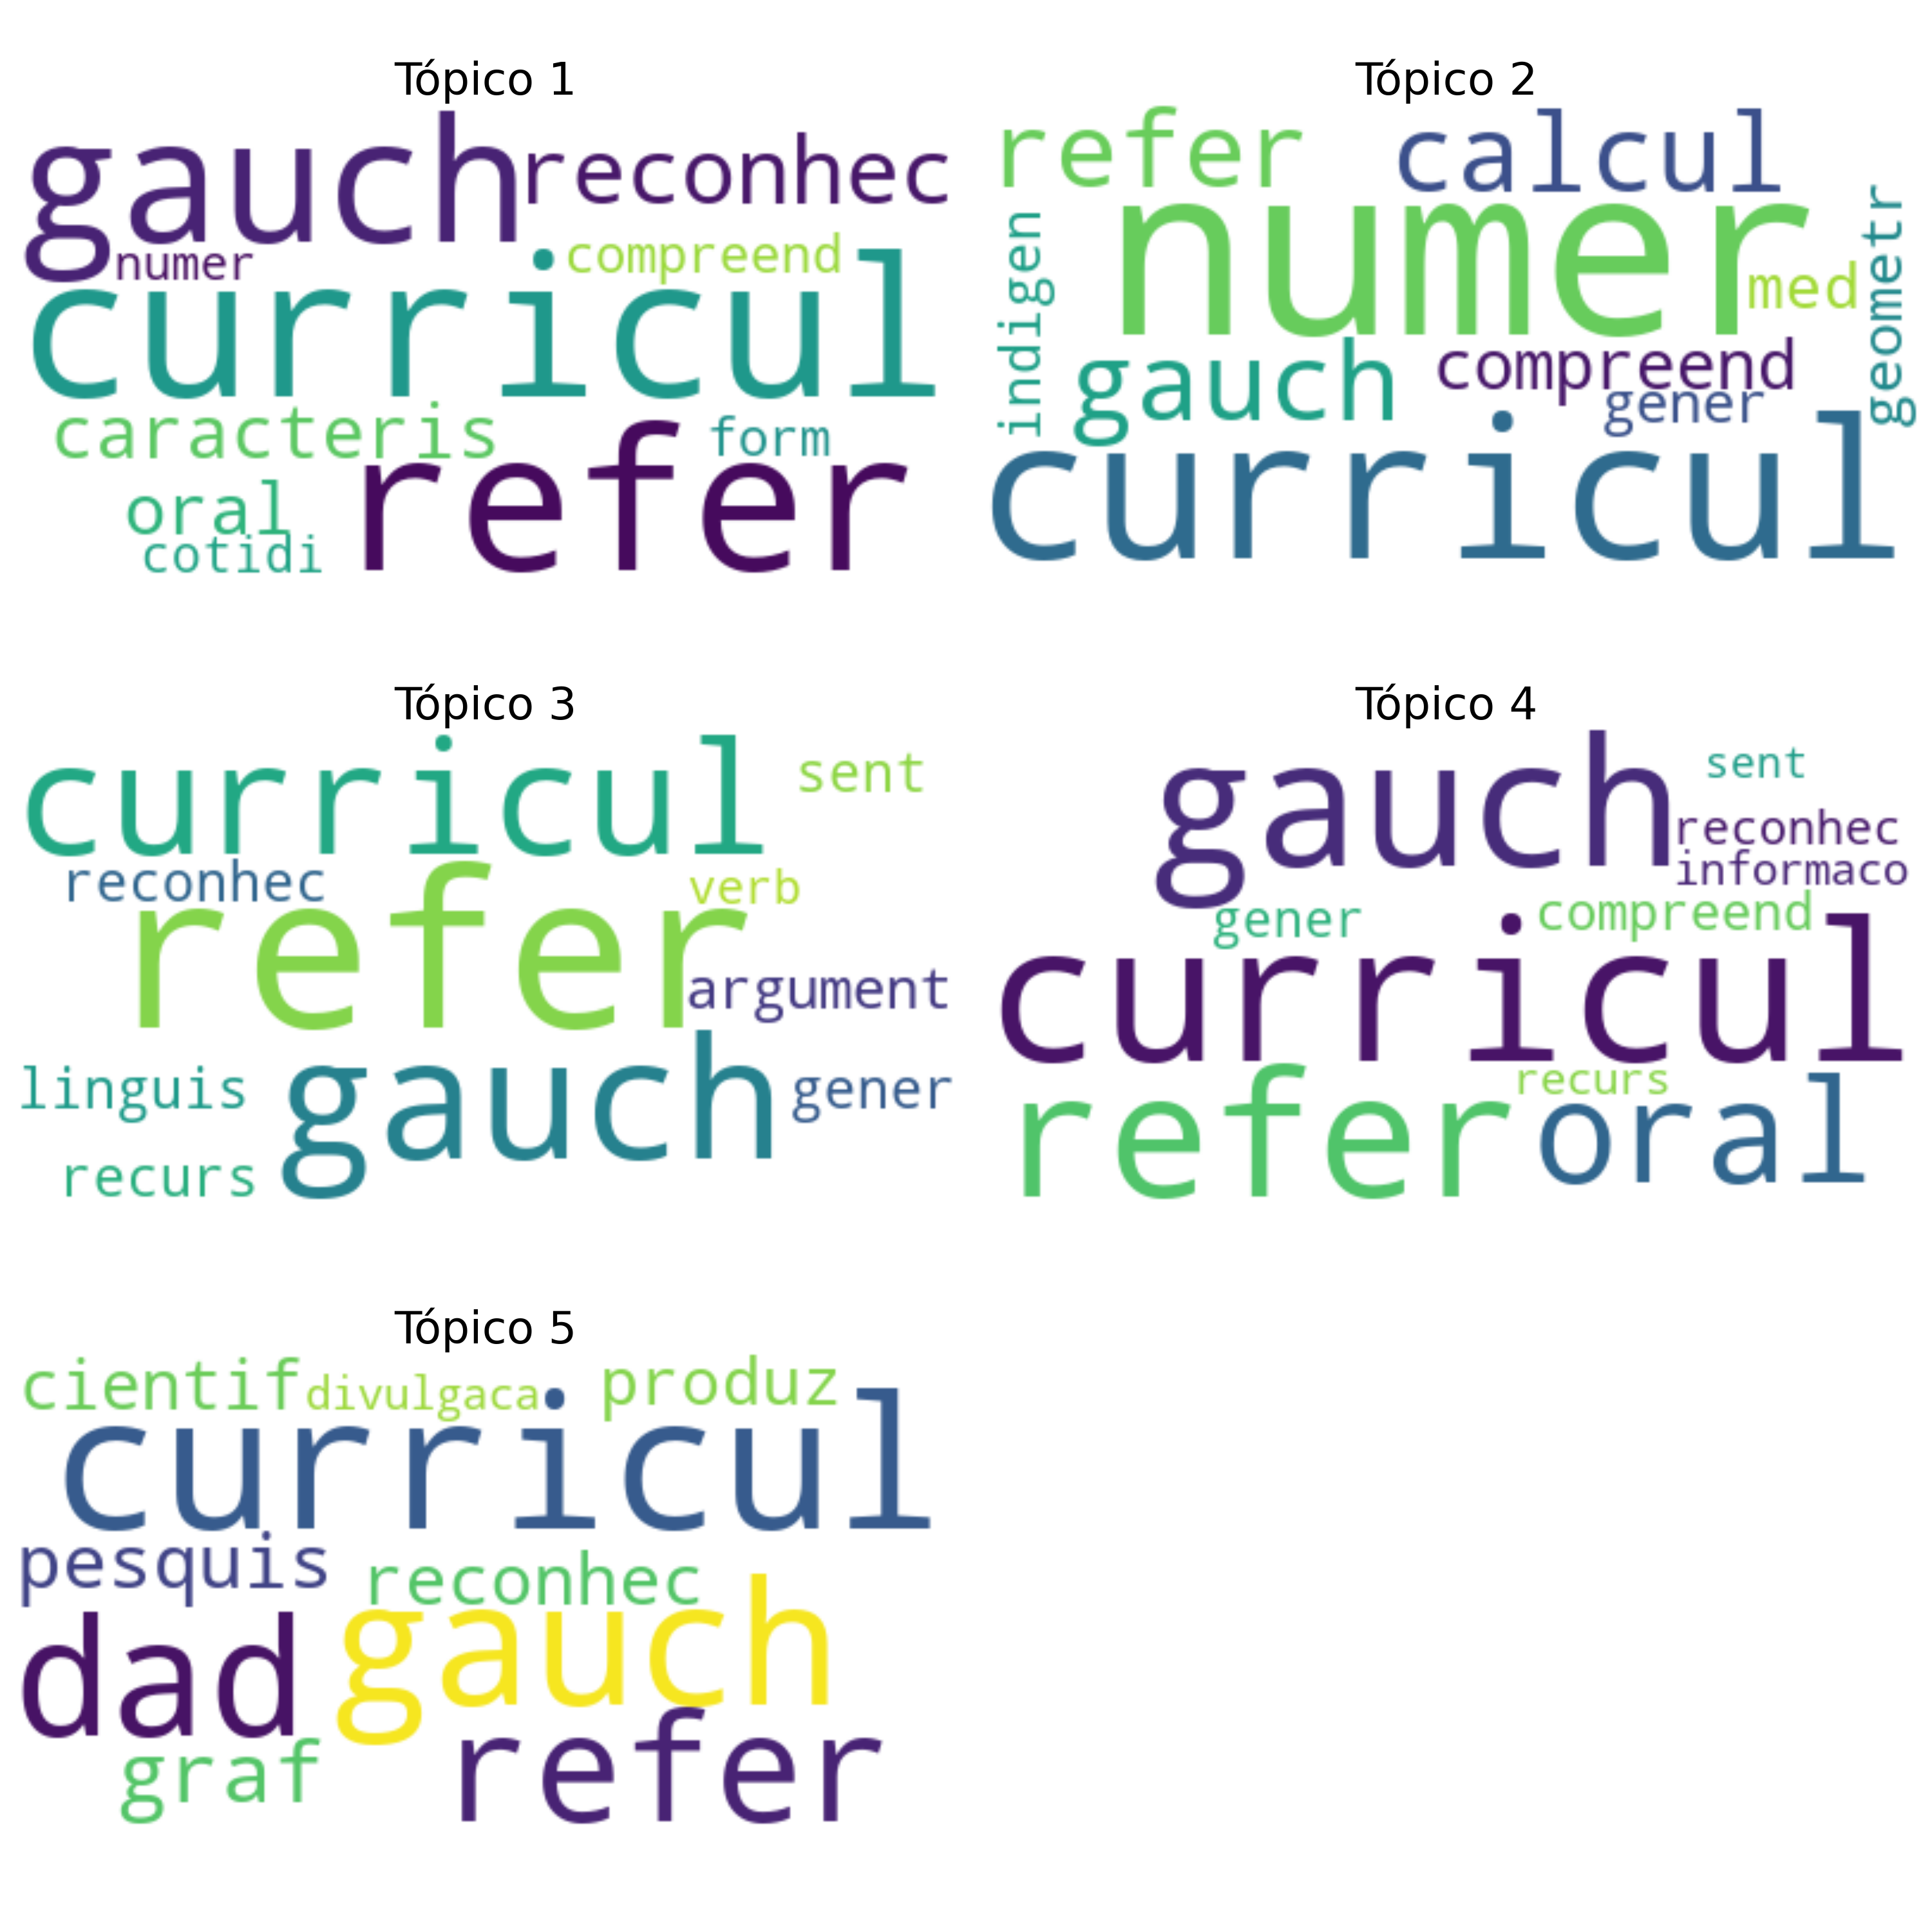 Tópico 1
gauch reconhec
numer compreend
curricul
caracteris form
oral refer
cotidi
Tópico 2
refer calcul
indigen numer med geometr
gauch compreend
gener
curricul
Tópico 3
curricul sent
reconhec verb
refer
argument
linguis gauch gener
recurs
Tópico 4
gauch sent
reconhec
informaco
gener compreend
curricul
recurs
refer oral
Tópico 5
cientif divulgaca produz
curricul
pesquis reconhec
dad gauch
graf refer